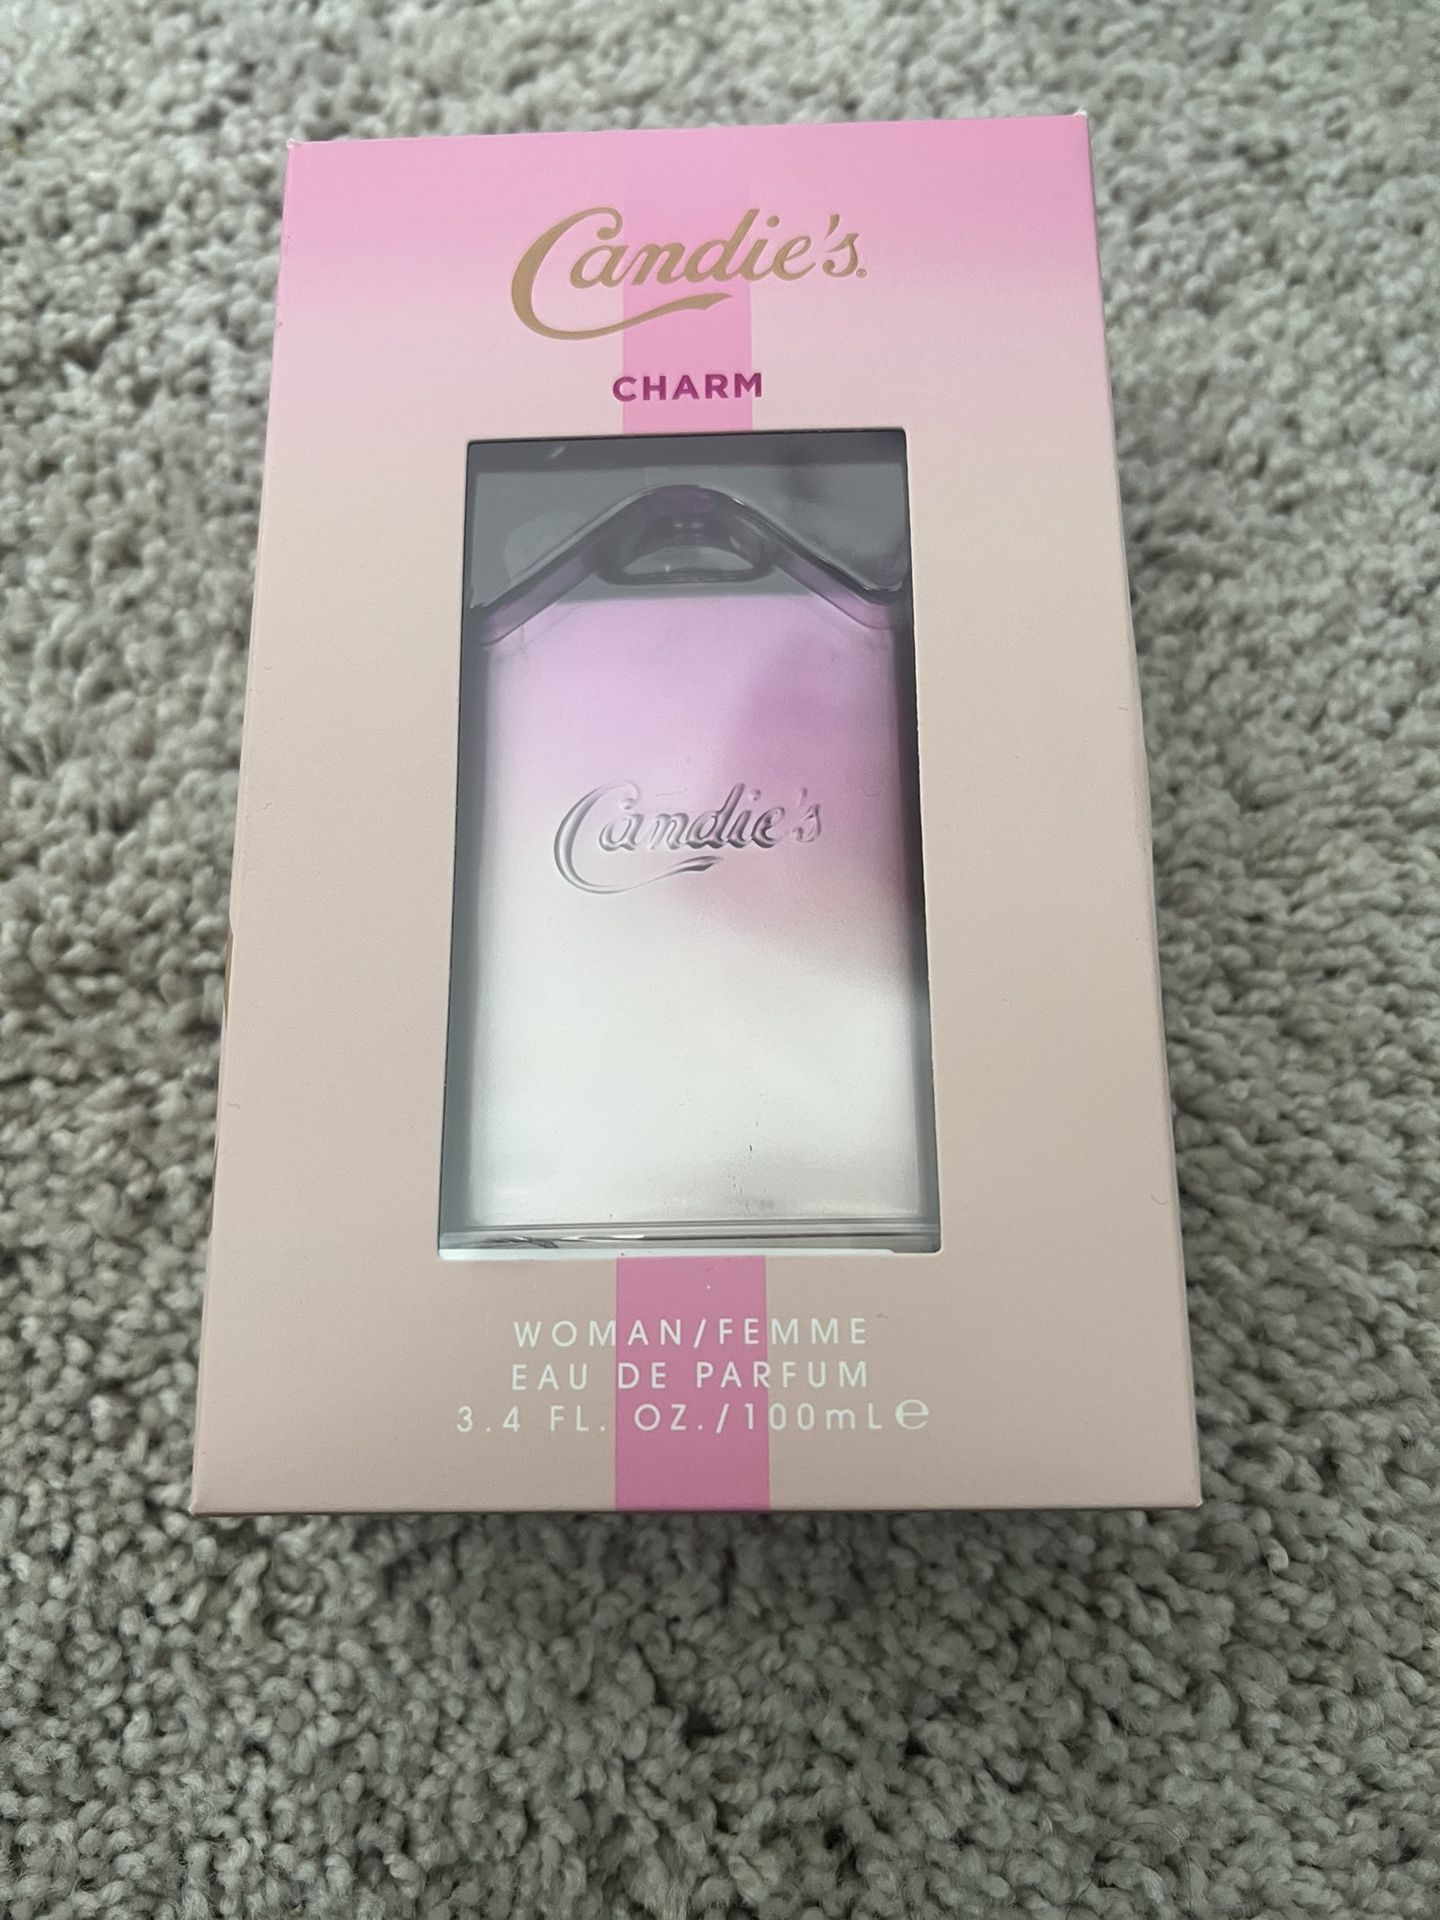 Candie's®
CHARM
Candie's
WOMAN/FEMME
EAU DE PARFUM
3.4 FL. OZ./100mL℮